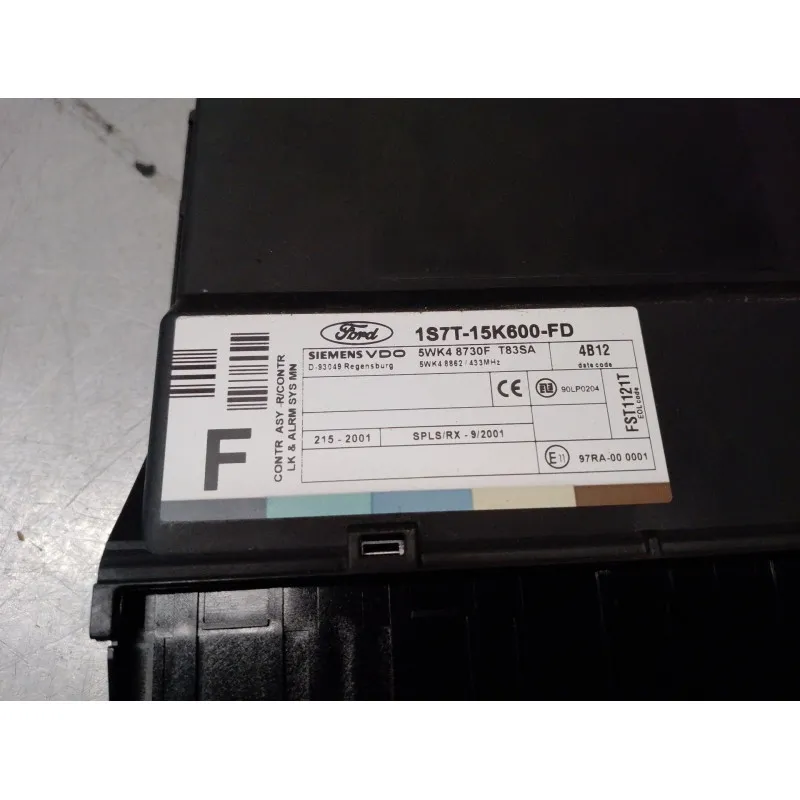 Ford
1S7T-15K600-FD
SIEMENS VDO 5WK4 8730F T83SA
D-93049 Regensburg 5WK4 8862 / 433MHz
4B12
date code
CE
90LP0204
FST1121T
EOL code
215 - 2001
SPLS/RX - 9/2001
E11
97RA-00 0001
F
CONTR ASY -R/CONTR
LK & ALRM SYS MN